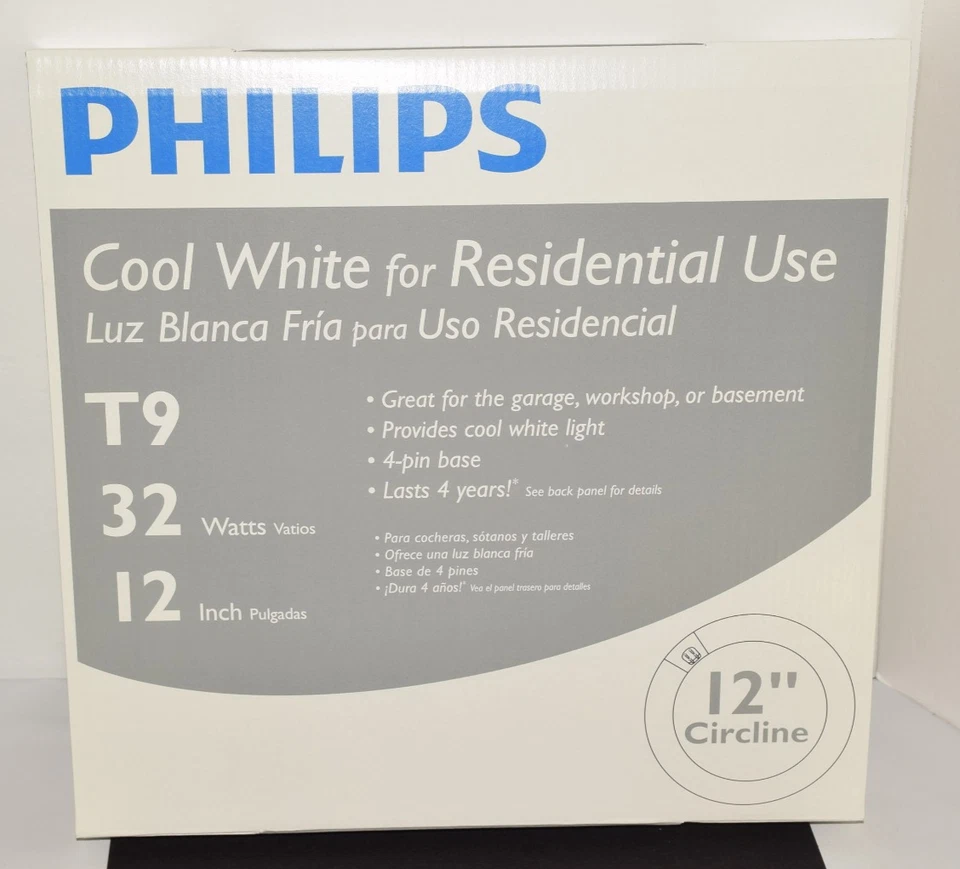 PHILIPS
Cool White for Residential Use
Luz Blanca Fría para Uso Residencial
T9
32 Watts Vatios
12 Inch Pulgadas
• Great for the garage, workshop, or basement
• Provides cool white light
• 4-pin base
• Lasts 4 years!* See back panel for details
• Para cocheras, sótanos y talleres
• Ofrece una luz blanca fría
• Base de 4 pines
• ¡Dura 4 años!* Vea el panel trasero para detalles
12"
Circline